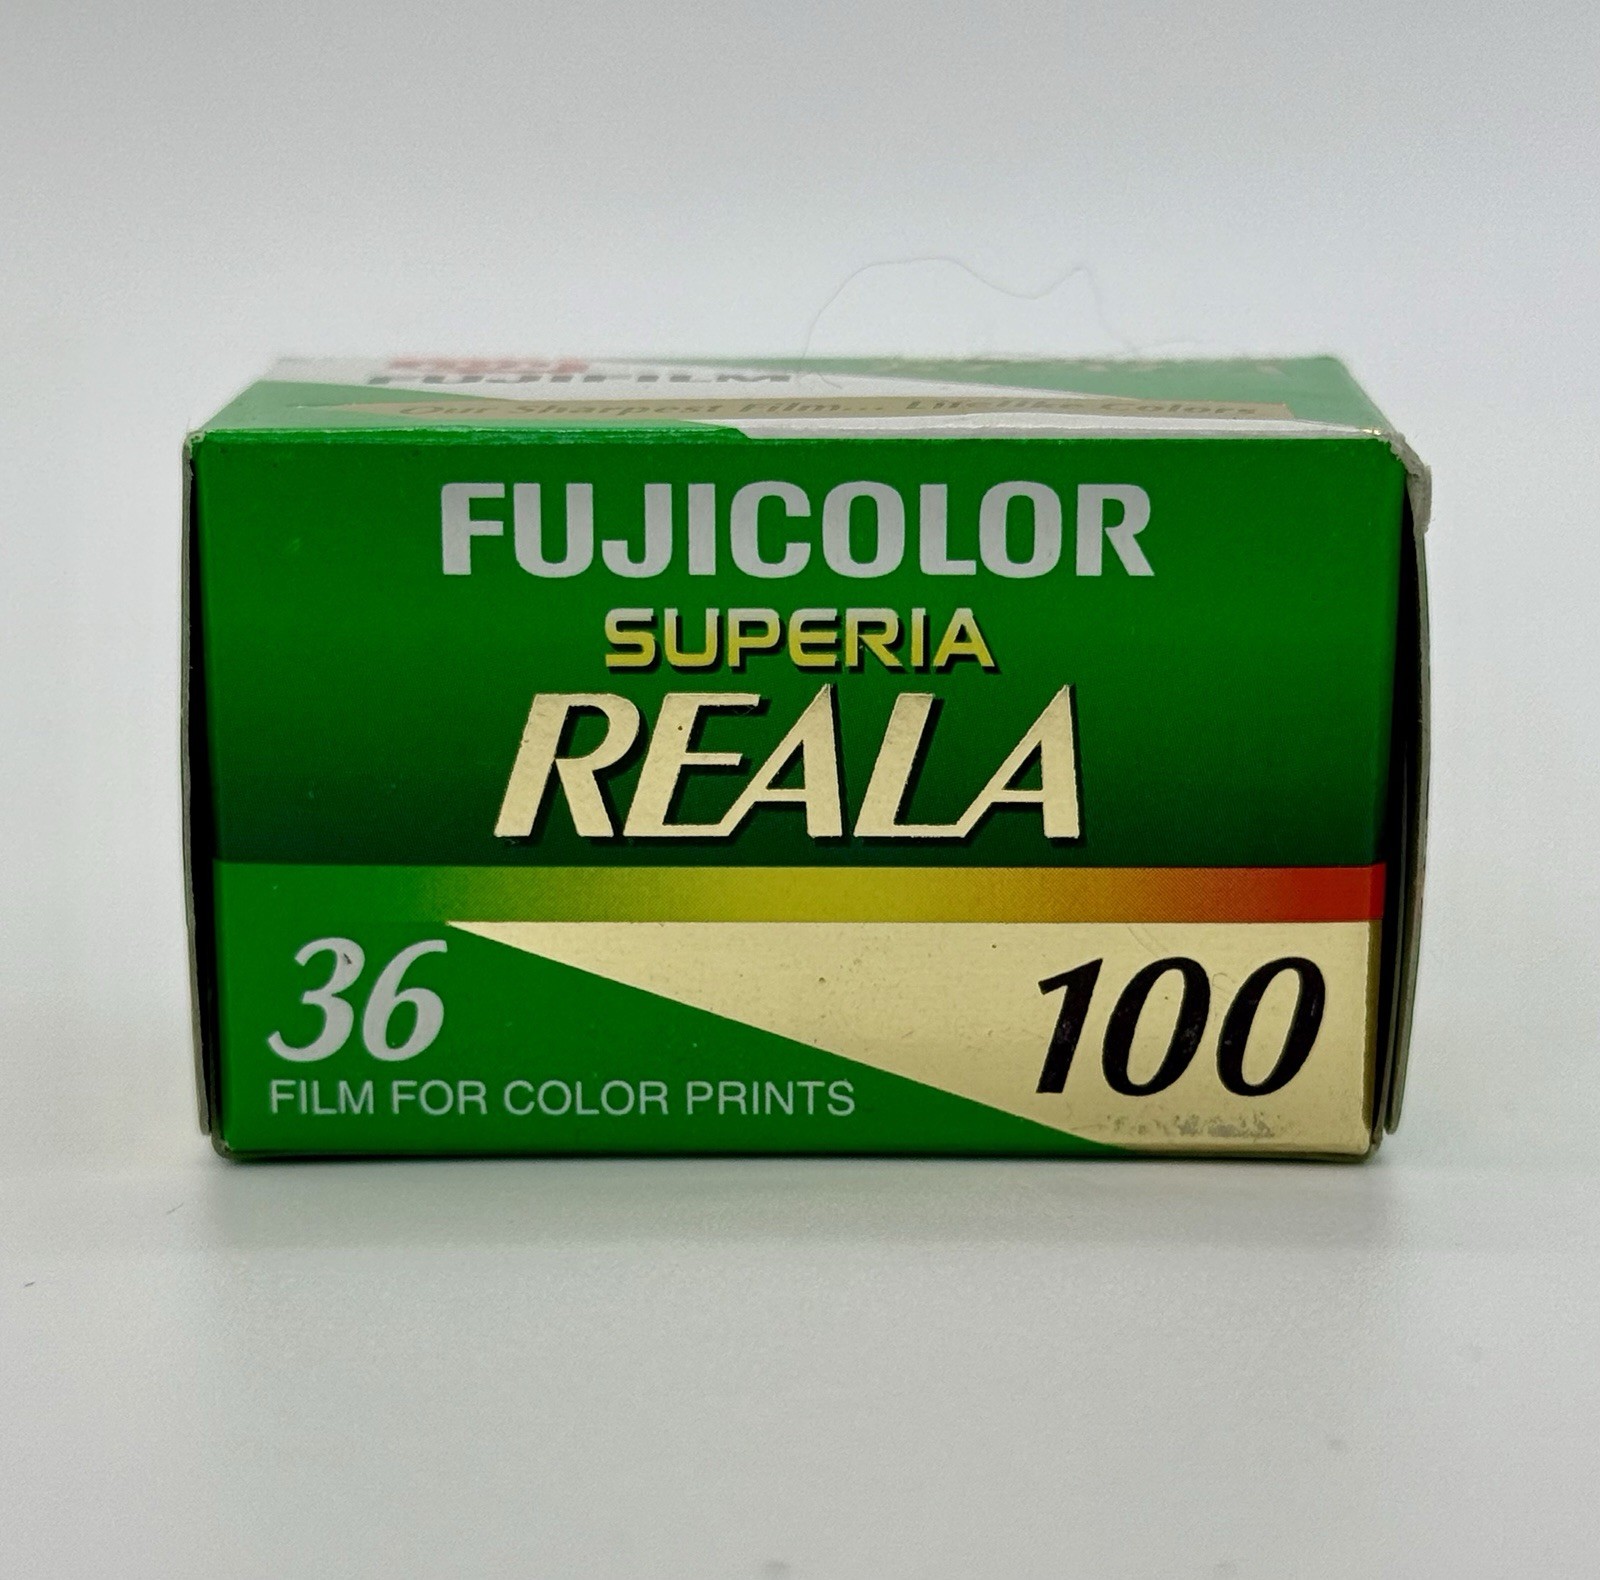 FUJIFILM
Our Sharpest Film... Lifelike Colors
FUJICOLOR
SUPERIA
REALA
36
100
FILM FOR COLOR PRINTS